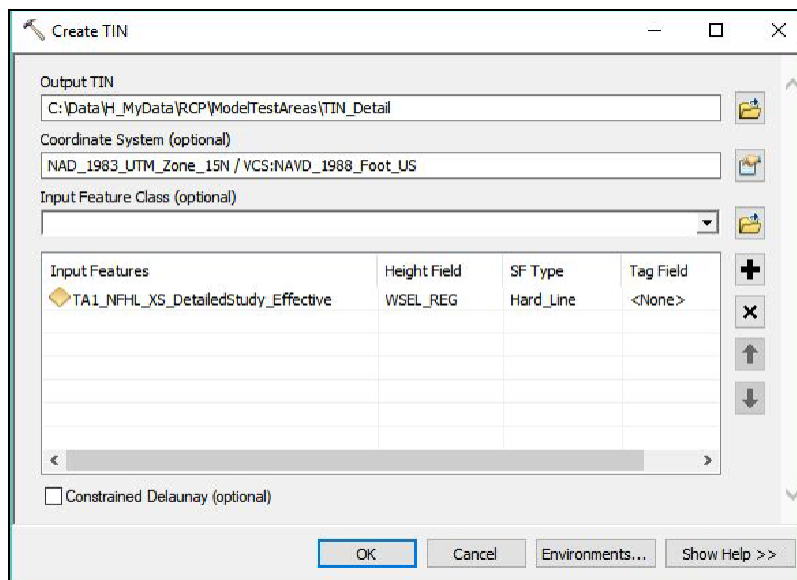 Create TIN
Output TIN
C:\Data\H_MyData\RCP\ModelTestAreas\TIN_Detail
Coordinate System (optional)
NAD_1983_UTM_Zone_15N / VCS:NAVD_1988_Foot_US
Input Feature Class (optional)
Input Features Height Field SF Type Tag Field
TA1_NFHL_XS_DetailedStudy_Effective WSEL_REG Hard_Line <None>
Constrained Delaunay (optional)
OK Cancel Environments... Show Help >>